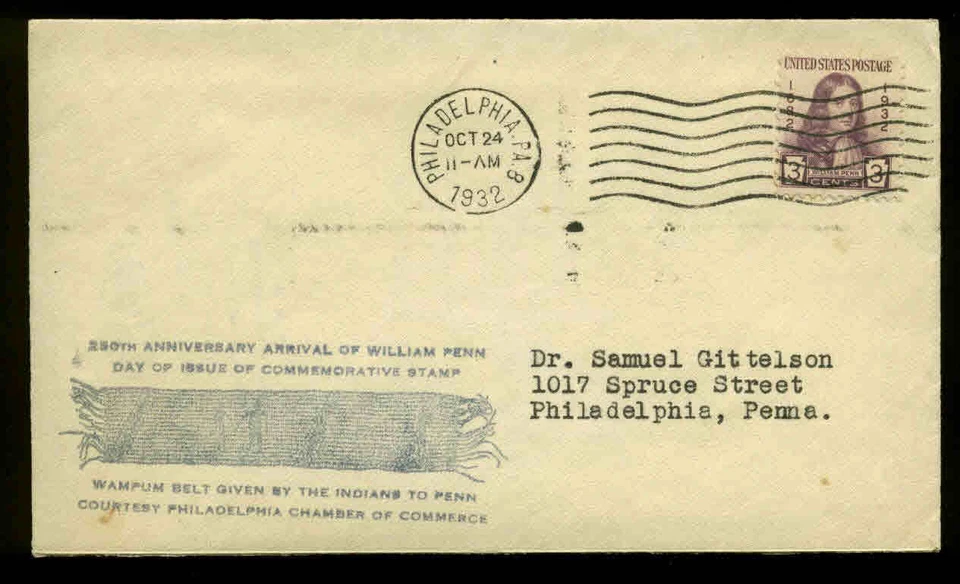 UNITED STATES POSTAGE
1682
1932
3 WILLIAM PENN 3
CENTS
PHILADELPHIA, PA. 8
OCT 24
11-AM
1932
250TH ANNIVERSARY ARRIVAL OF WILLIAM PENN
DAY OF ISSUE OF COMMEMORATIVE STAMP
WAMPUM BELT GIVEN BY THE INDIANS TO PENN
COURTESY PHILADELPHIA CHAMBER OF COMMERCE
Dr. Samuel Gittelson
1017 Spruce Street
Philadelphia, Penna.